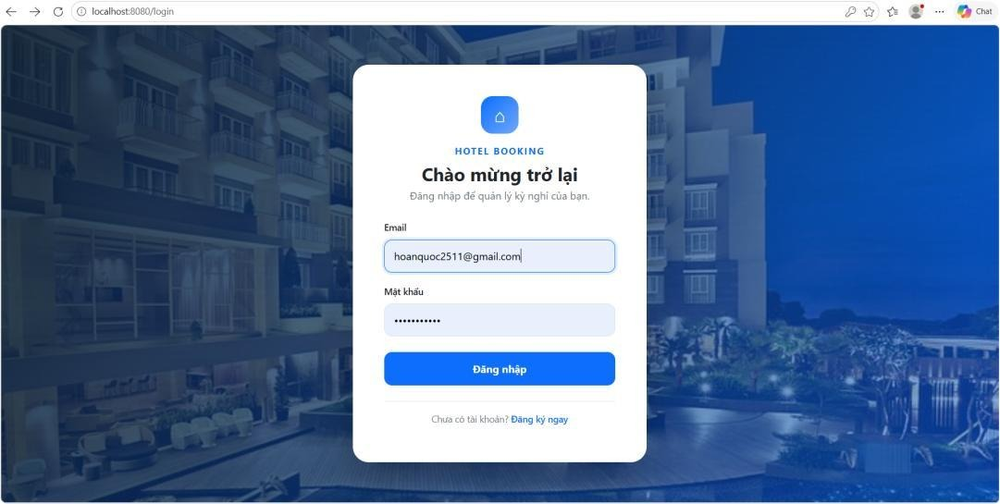 localhost:8080/login
Chat
HOTEL BOOKING
Chào mừng trở lại
Đăng nhập để quản lý kỳ nghỉ của bạn.
Email
hoanquoc2511@gmail.com
Mật khẩu
•••••••••••
Đăng nhập
Chưa có tài khoản? Đăng ký ngay